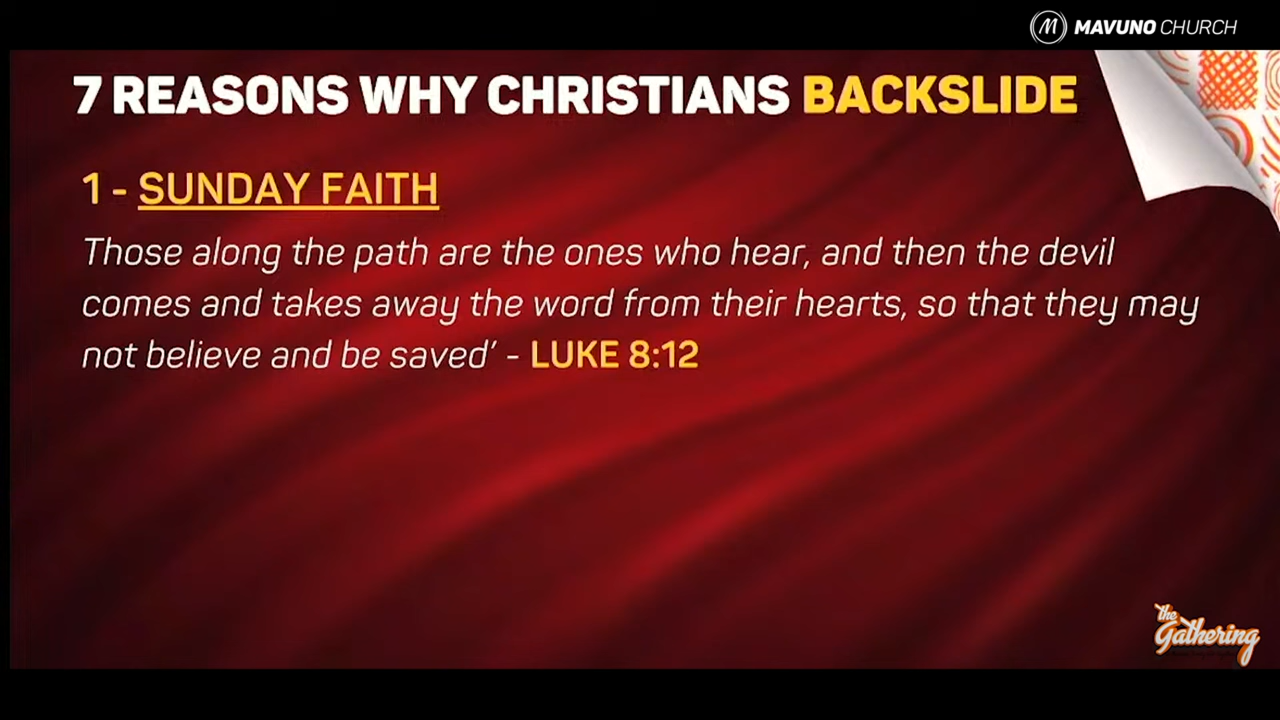 MAVUNO CHURCH
7 REASONS WHY CHRISTIANS BACKSLIDE
1 - SUNDAY FAITH
Those along the path are the ones who hear, and then the devil
comes and takes away the word from their hearts, so that they may
not believe and be saved’ - LUKE 8:12
the
Gathering